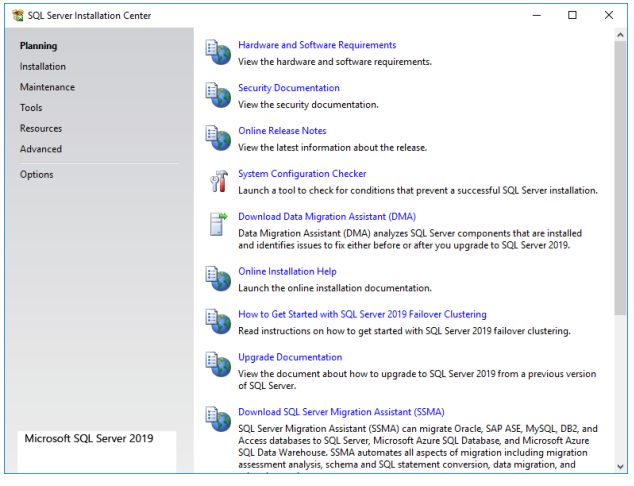 SQL Server Installation Center
Planning
Installation
Maintenance
Tools
Resources
Advanced
Options
Microsoft SQL Server 2019
Hardware and Software Requirements
View the hardware and software requirements.
Security Documentation
View the security documentation.
Online Release Notes
View the latest information about the release.
System Configuration Checker
Launch a tool to check for conditions that prevent a successful SQL Server installation.
Download Data Migration Assistant (DMA)
Data Migration Assistant (DMA) analyzes SQL Server components that are installed
and identifies issues to fix either before or after you upgrade to SQL Server 2019.
Online Installation Help
Launch the online installation documentation.
How to Get Started with SQL Server 2019 Failover Clustering
Read instructions on how to get started with SQL Server 2019 failover clustering.
Upgrade Documentation
View the document about how to upgrade to SQL Server 2019 from a previous version
of SQL Server.
Download SQL Server Migration Assistant (SSMA)
SQL Server Migration Assistant (SSMA) can migrate Oracle, SAP ASE, MySQL, DB2, and
Access databases to SQL Server, Microsoft Azure SQL Database, and Microsoft Azure
SQL Data Warehouse. SSMA automates all aspects of migration including migration
assessment analysis, schema and SQL statement conversion, data migration, and